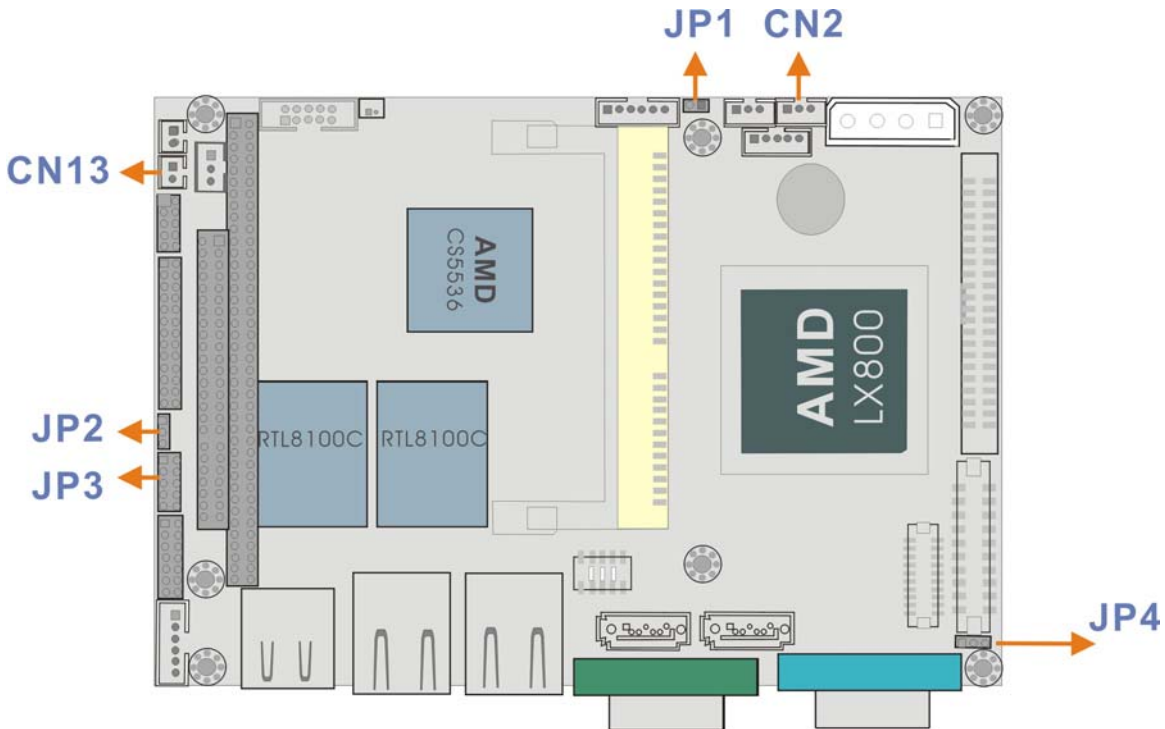 JP1 CN2
CN13
AMD
CS5536
AMD
LX800
JP2
RTL8100C RTL8100C
JP3
JP4